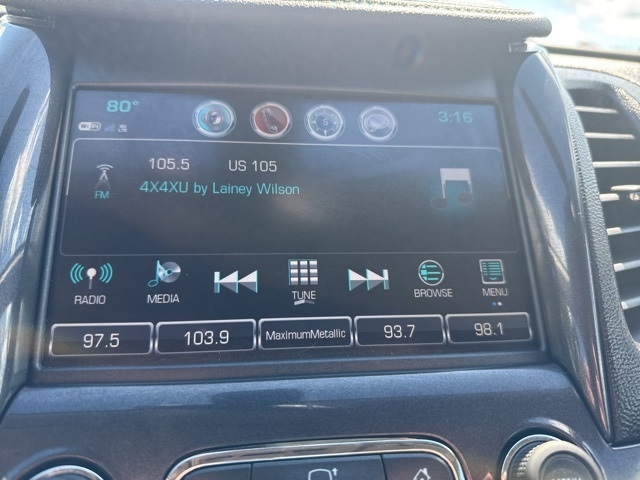 80°
3:16
105.5 US 105
FM
4X4XU by Lainey Wilson
RADIO
MEDIA
TUNE
BROWSE
MENU
97.5
103.9
MaximumMetallic
93.7
98.1